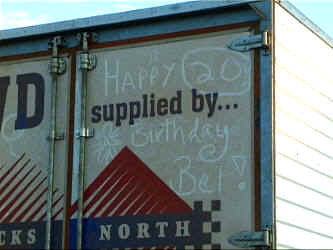 HAPPY 20
VD
supplied by...
& Birthday
Bel!
CKS
NORTH